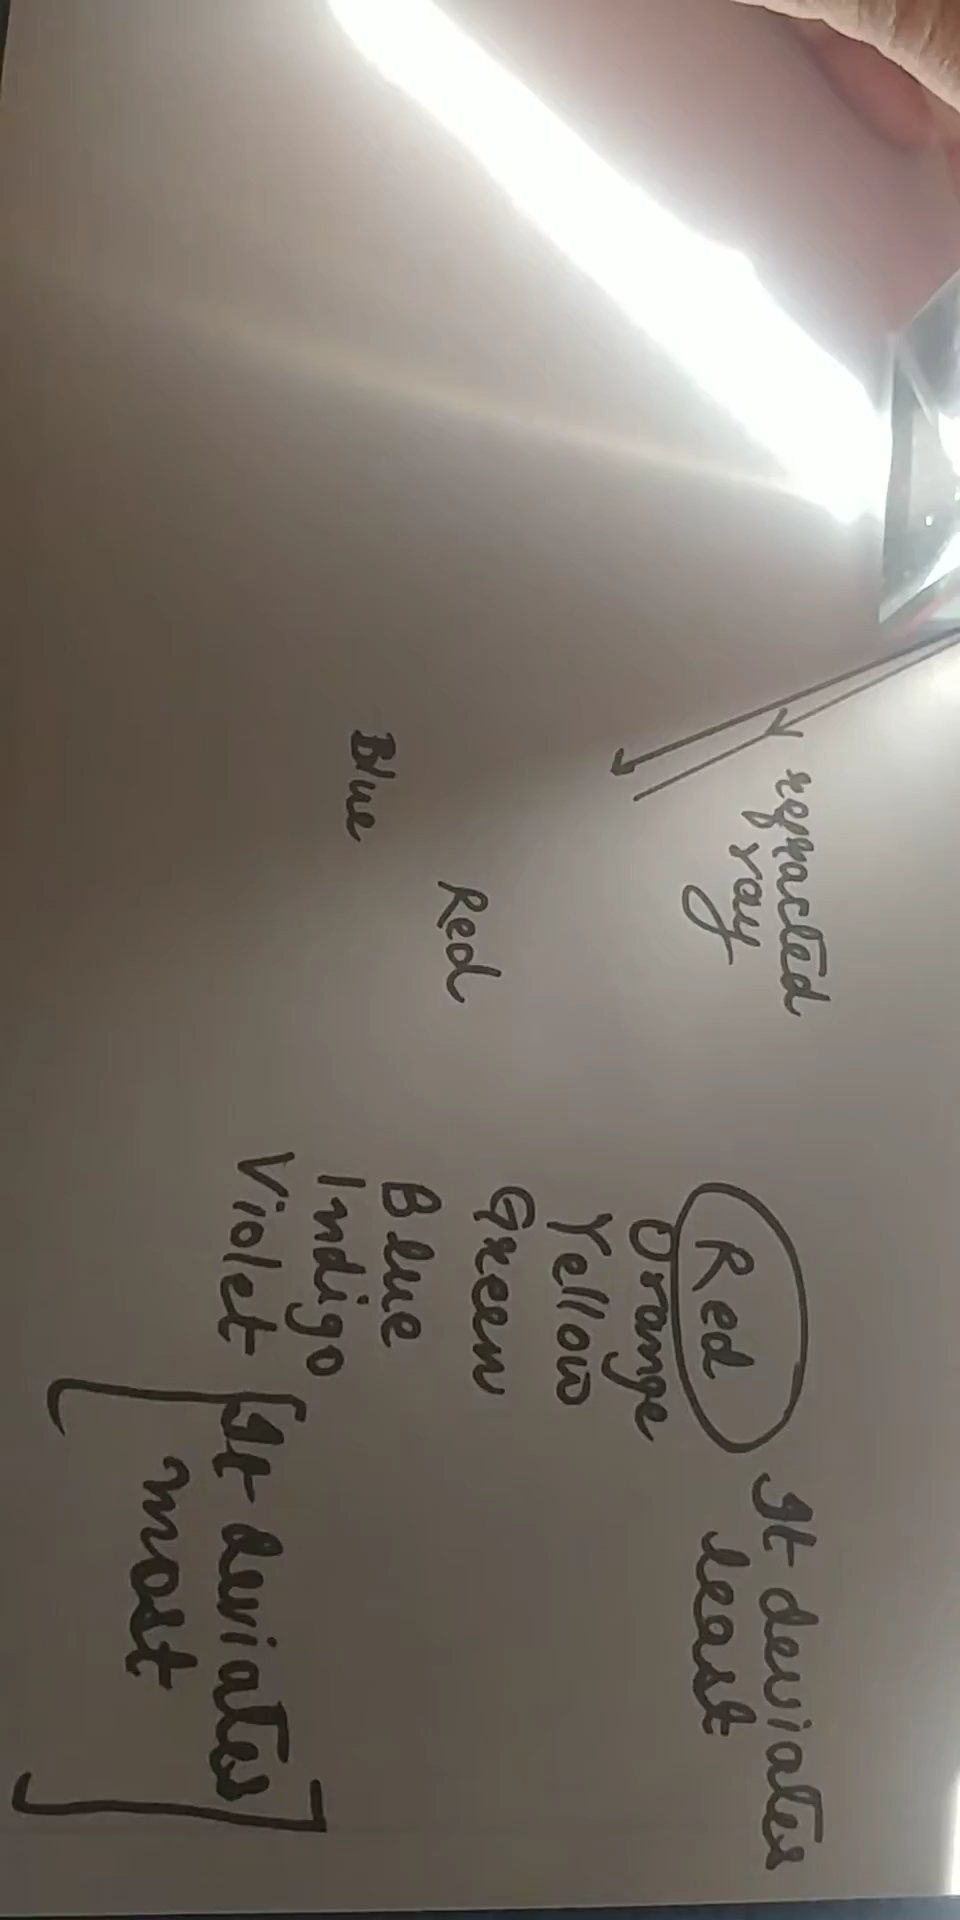 refracted
ray
Red
Blue
Red It deviates
least
Orange
Yellow
Green
Blue
Indigo
Violet [It deviates
most]